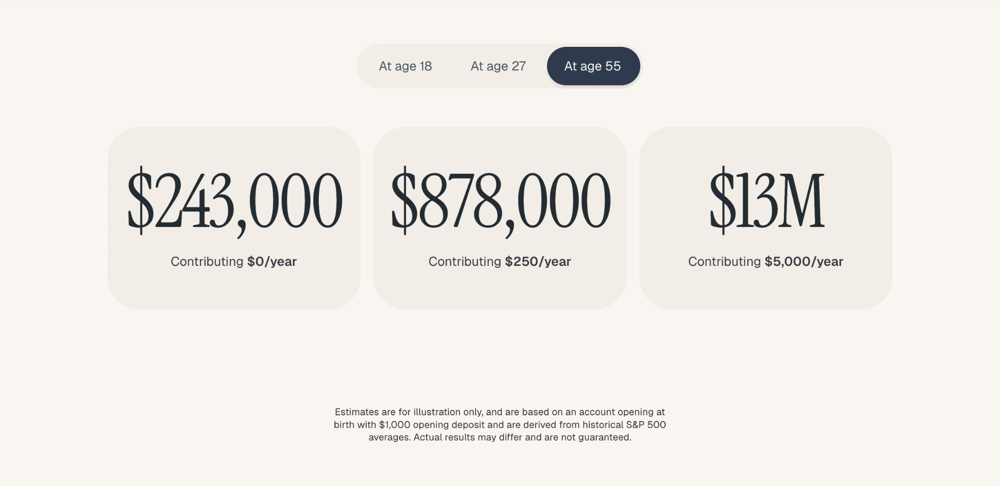 At age 18
At age 27
At age 55
$243,000
Contributing $0/year
$878,000
Contributing $250/year
$13M
Contributing $5,000/year
Estimates are for illustration only, and are based on an account opening at
birth with $1,000 opening deposit and are derived from historical S&P 500
averages. Actual results may differ and are not guaranteed.